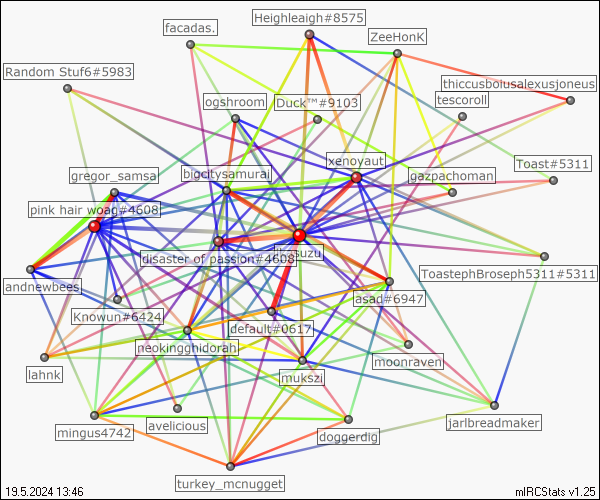 Heighleaigh#8575
facadas.
ZeeHonk
Random Stuf6#5983
thiccusbolusalexusjoneus
ogshroom
Duck™#9103
tescoroll
xenoyaut
Toast#5311
gregor_samsa
bigcitysamurai
gazpachoman
pink hair woag#4608
suzu
disaster of passion#4608
ToastephBroseph5311#5311
andnewbees
asad#6947
Knowun#6424
default#0617
neokingghidorah
moonraven
lahnk
mukszi
mingus4742
avelicious
doggerdig
jarlbreadmaker
turkey_mcnugget
19.5.2024 13:46
mIRCStats v1.25